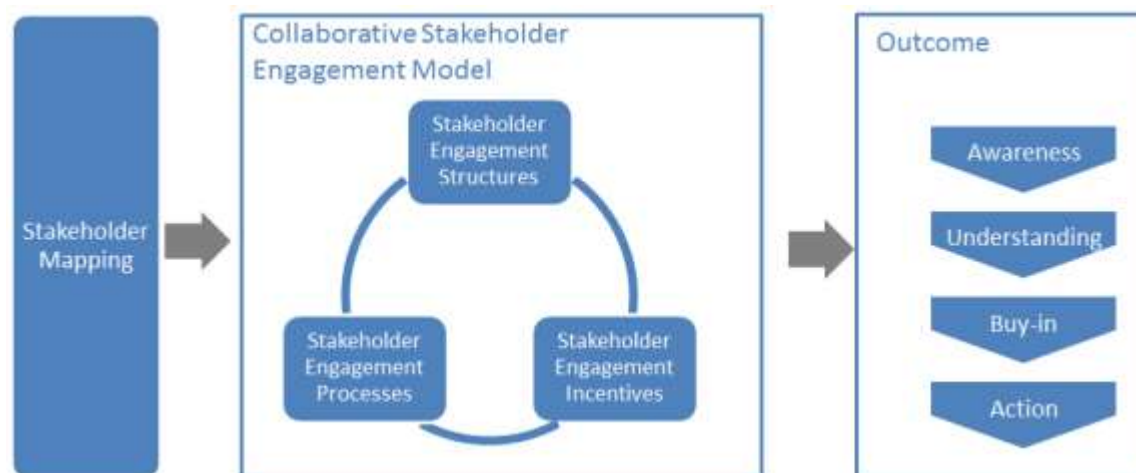 Stakeholder
Mapping
Collaborative Stakeholder
Engagement Model
Stakeholder
Engagement
Structures
Stakeholder
Engagement
Processes
Stakeholder
Engagement
Incentives
Outcome
Awareness
Understanding
Buy-in
Action